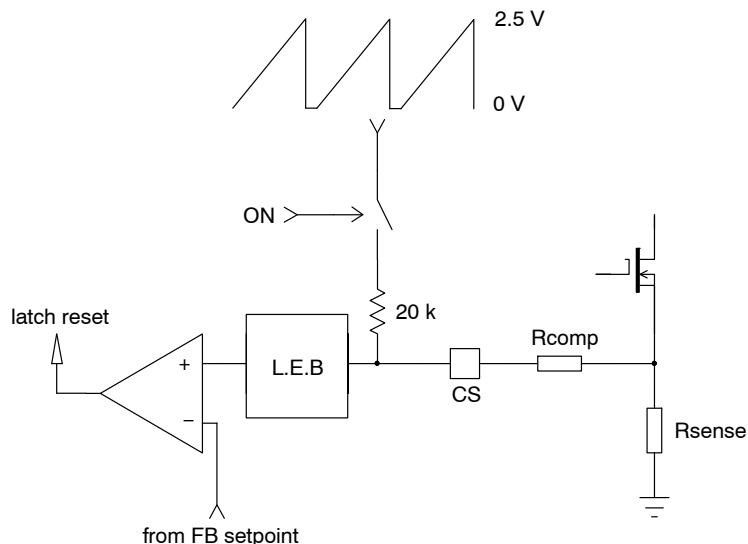 2.5 V
0 V
ON
20 k
latch reset
+
L.E.B
Rcomp
CS
−
Rsense
from FB setpoint